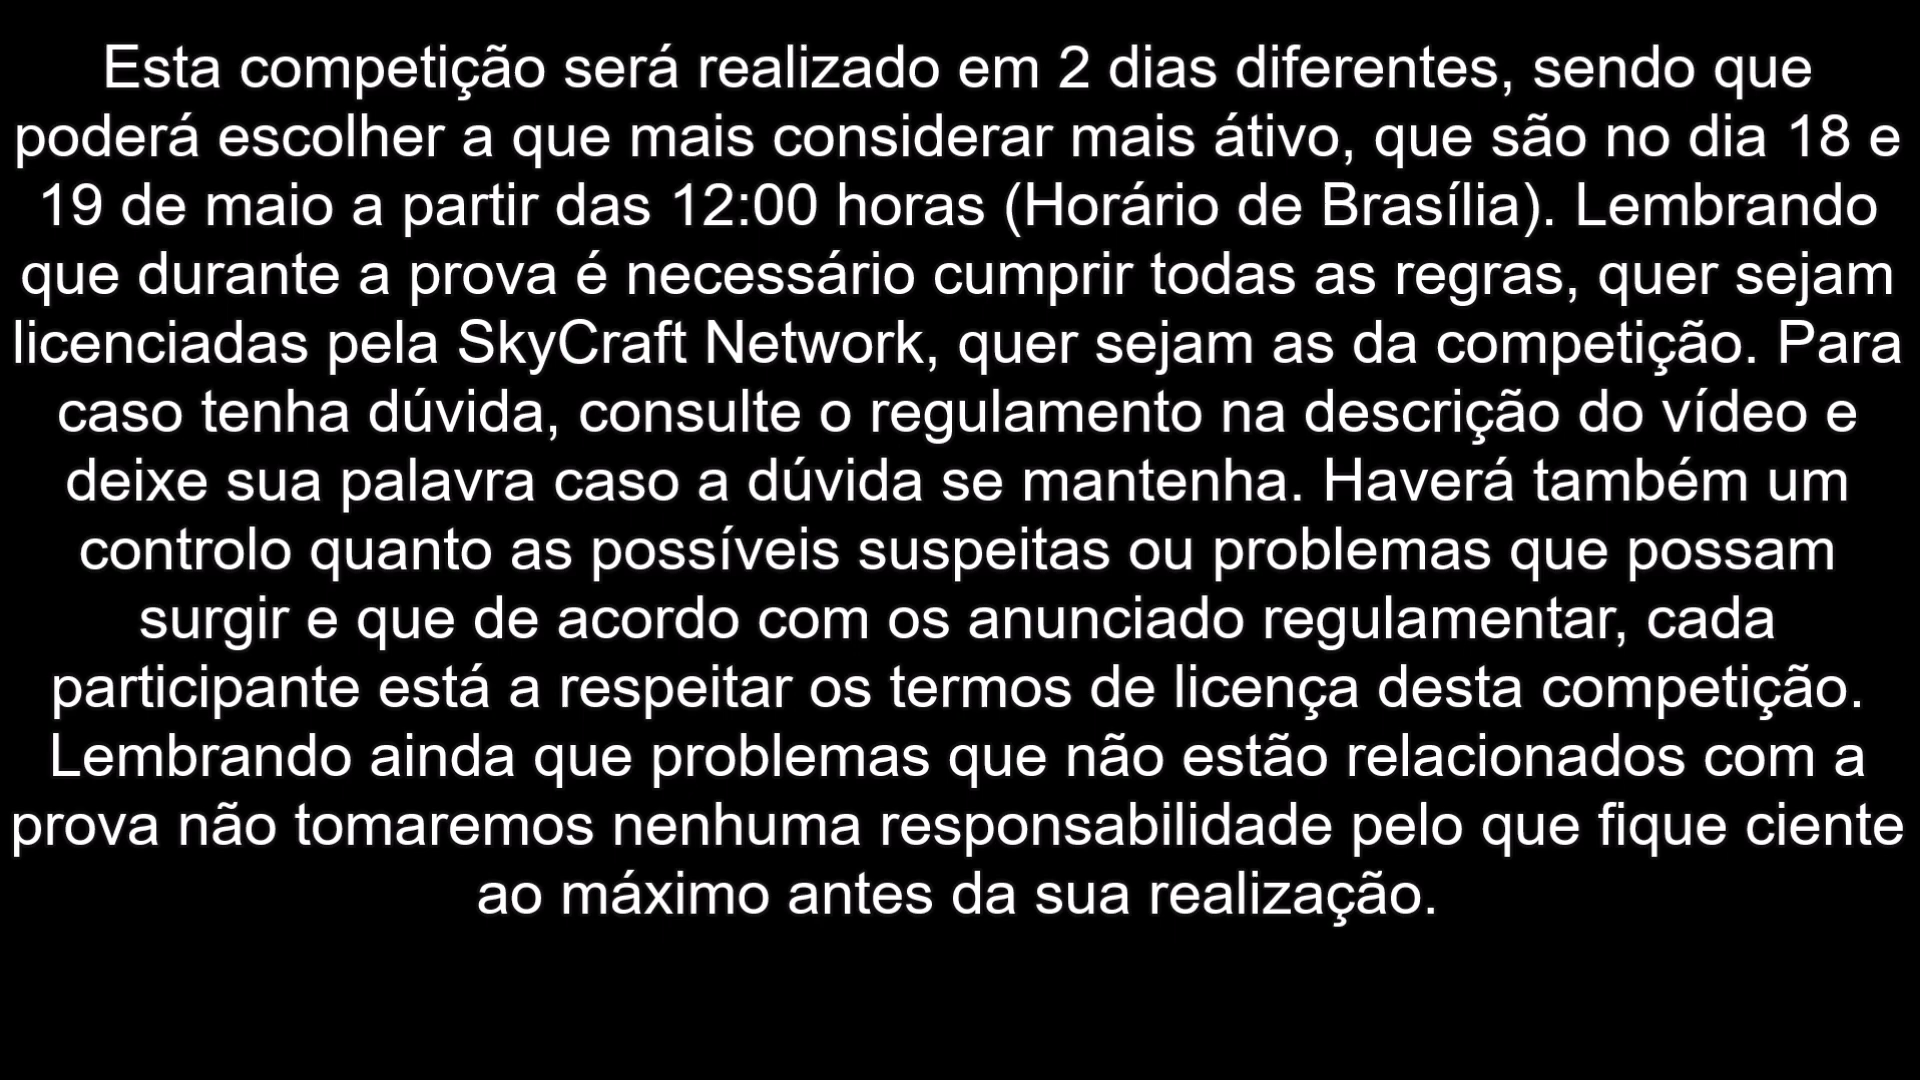 Esta competição será realizado em 2 dias diferentes, sendo que
poderá escolher a que mais considerar mais átivo, que são no dia 18 e
19 de maio a partir das 12:00 horas (Horário de Brasília). Lembrando
que durante a prova é necessário cumprir todas as regras, quer sejam
licenciadas pela SkyCraft Network, quer sejam as da competição. Para
caso tenha dúvida, consulte o regulamento na descrição do vídeo e
deixe sua palavra caso a dúvida se mantenha. Haverá também um
controlo quanto as possíveis suspeitas ou problemas que possam
surgir e que de acordo com os anunciado regulamentar, cada
participante está a respeitar os termos de licença desta competição.
Lembrando ainda que problemas que não estão relacionados com a
prova não tomaremos nenhuma responsabilidade pelo que fique ciente
ao máximo antes da sua realização.